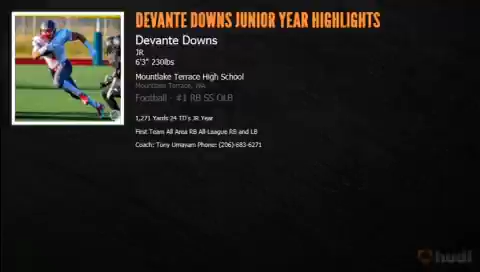 DEVANTE DOWNS JUNIOR YEAR HIGHLIGHTS
Devante Downs
JR
6'3" 230lbs
Mountlake Terrace High School
Mountlake Terrace, WA
Football - #1 RB SS OLB
1,271 Yards 24 TD's JR Year
First Team All Area RB All-League RB and LB
Coach: Tony Umayam Phone: (206)-683-6271
hudl